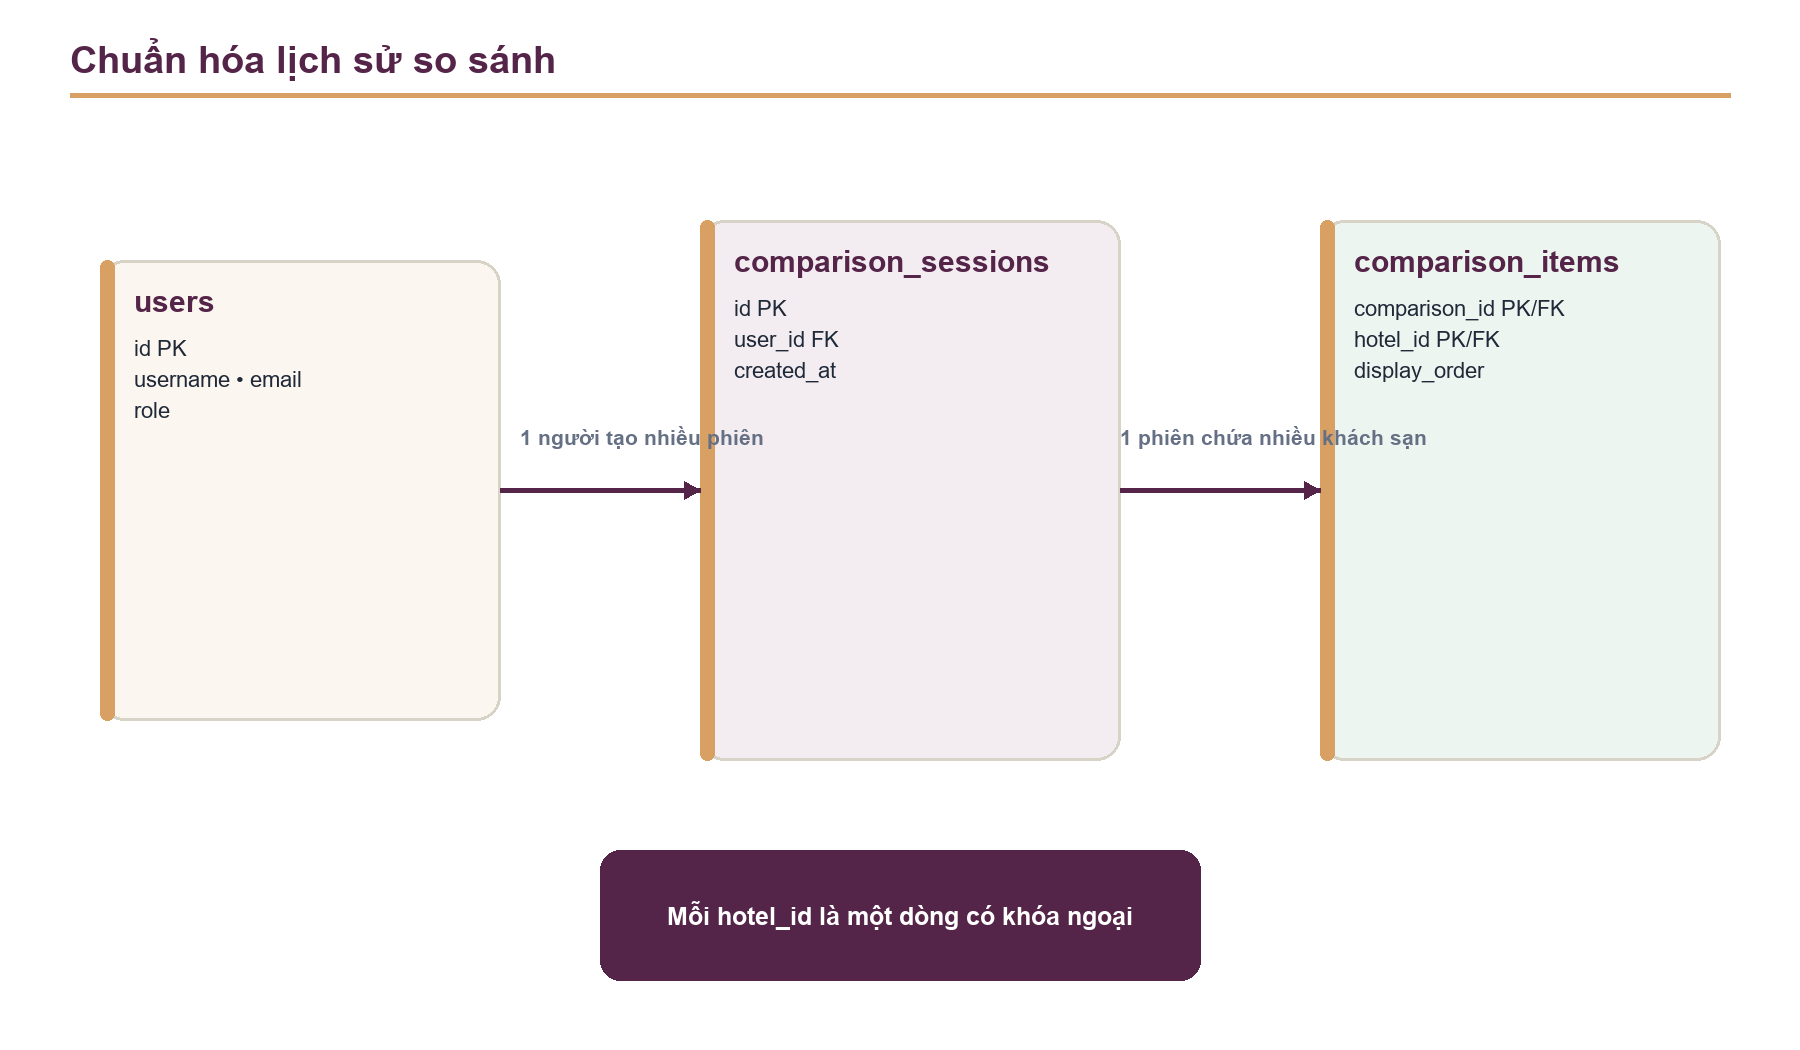 Chuẩn hóa lịch sử so sánh
users
id PK
username • email
role
1 người tạo nhiều phiên
comparison_sessions
id PK
user_id FK
created_at
1 phiên chứa nhiều khách sạn
comparison_items
comparison_id PK/FK
hotel_id PK/FK
display_order
Mỗi hotel_id là một dòng có khóa ngoại